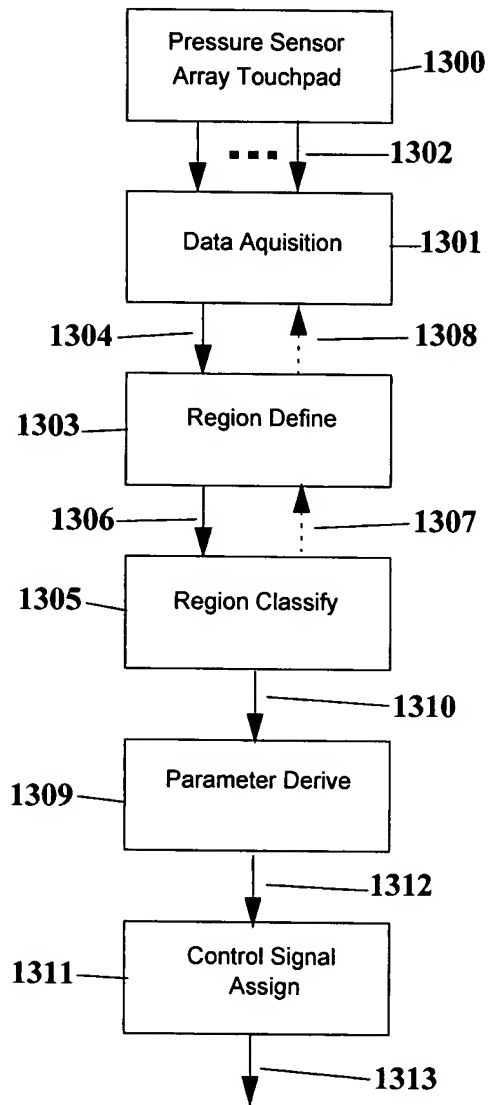 Pressure Sensor
Array Touchpad
1300
1302
Data Aquisition
1301
1304
1308
1303
Region Define
1306
1307
1305
Region Classify
1310
1309
Parameter Derive
1312
1311
Control Signal
Assign
1313